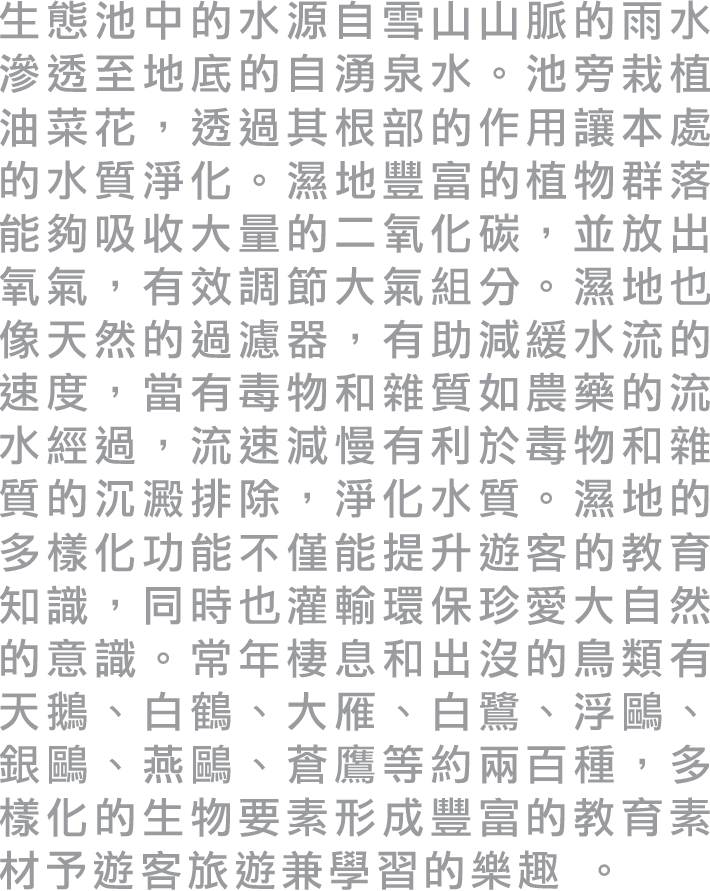 生態池中的水源自雪山山脈的雨水
滲透至地底的自湧泉水。池旁栽植
油菜花，透過其根部的作用讓本處
的水質淨化。濕地豐富的植物群落
能夠吸收大量的二氧化碳，並放出
氧氣，有效調節大氣組分。濕地也
像天然的過濾器，有助減緩水流的
速度，當有毒物和雜質如農藥的流
水經過，流速減慢有利於毒物和雜
質的沉澱排除，淨化水質。濕地的
多樣化功能不僅能提升遊客的教育
知識，同時也灌輸環保珍愛大自然
的意識。常年棲息和出沒的鳥類有
天鵝、白鶴、大雁、白鷺、浮鷗、
銀鷗、燕鷗、蒼鷹等約兩百種，多
樣化的生物要素形成豐富的教育素
材予遊客旅遊兼學習的樂趣 。